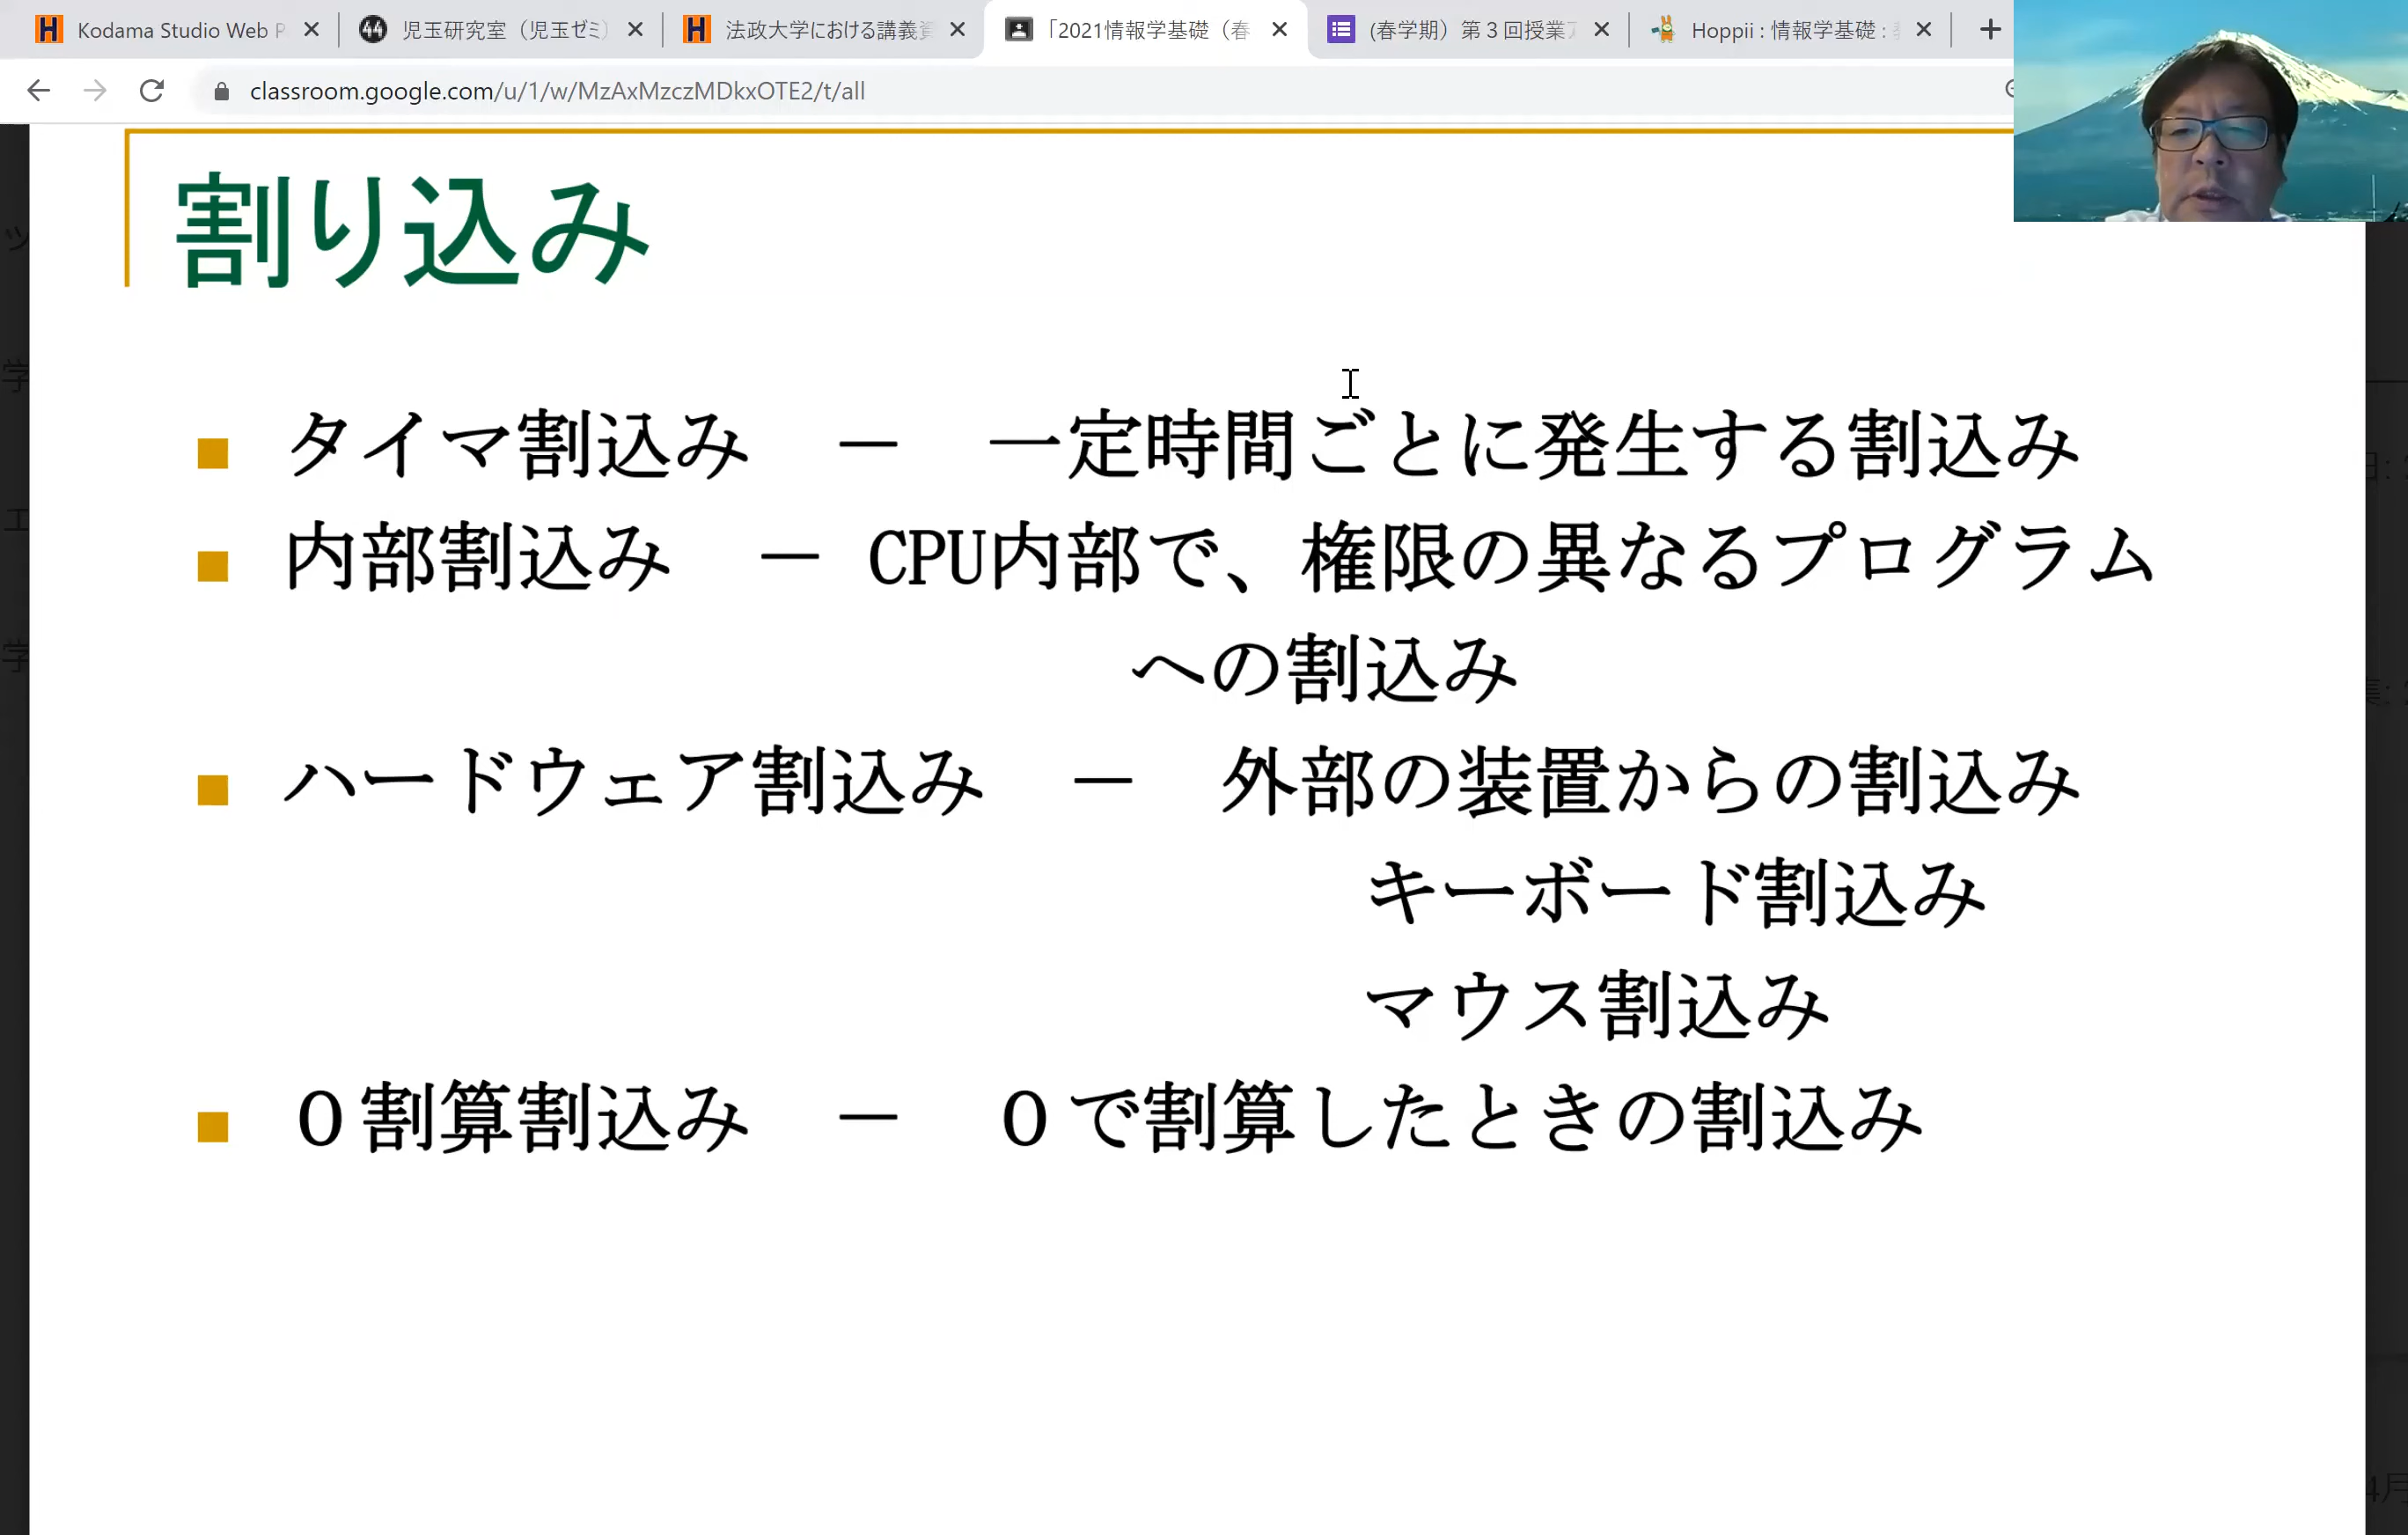 Kodama Studio Web P
児玉研究室（児玉ゼミ）
法政大学における講義資
「2021情報学基礎（春
(春学期）第３回授業ア
Hoppii : 情報学基礎 :
classroom.google.com/u/1/w/MzAxMzczMDkxOTE2/t/all
割り込み
タイマ割込み　－　一定時間ごとに発生する割込み
内部割込み　－ CPU内部で、権限の異なるプログラム
への割込み
ハードウェア割込み　－　外部の装置からの割込み
キーボード割込み
マウス割込み
０割算割込み　－　０で割算したときの割込み